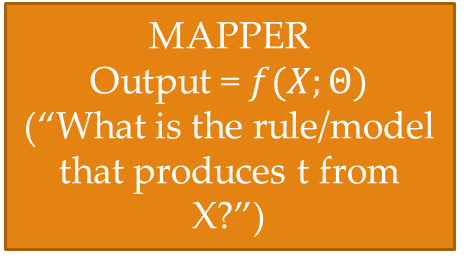 MAPPER
Output = 𝑓(𝑋; Θ)
(“What is the rule/model
that produces t from
X?”)